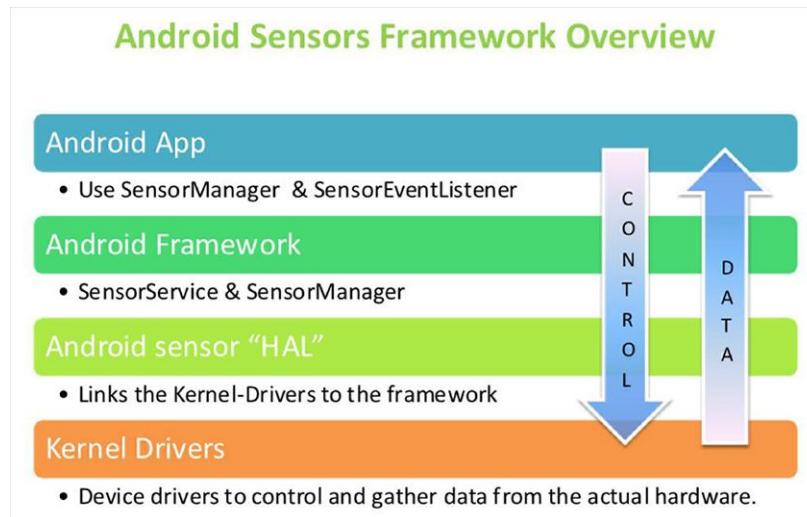 Android Sensors Framework Overview
Android App
• Use SensorManager & SensorEventListener
Android Framework
• SensorService & SensorManager
Android sensor “HAL”
• Links the Kernel-Drivers to the framework
Kernel Drivers
• Device drivers to control and gather data from the actual hardware.
CONTROL
DATA